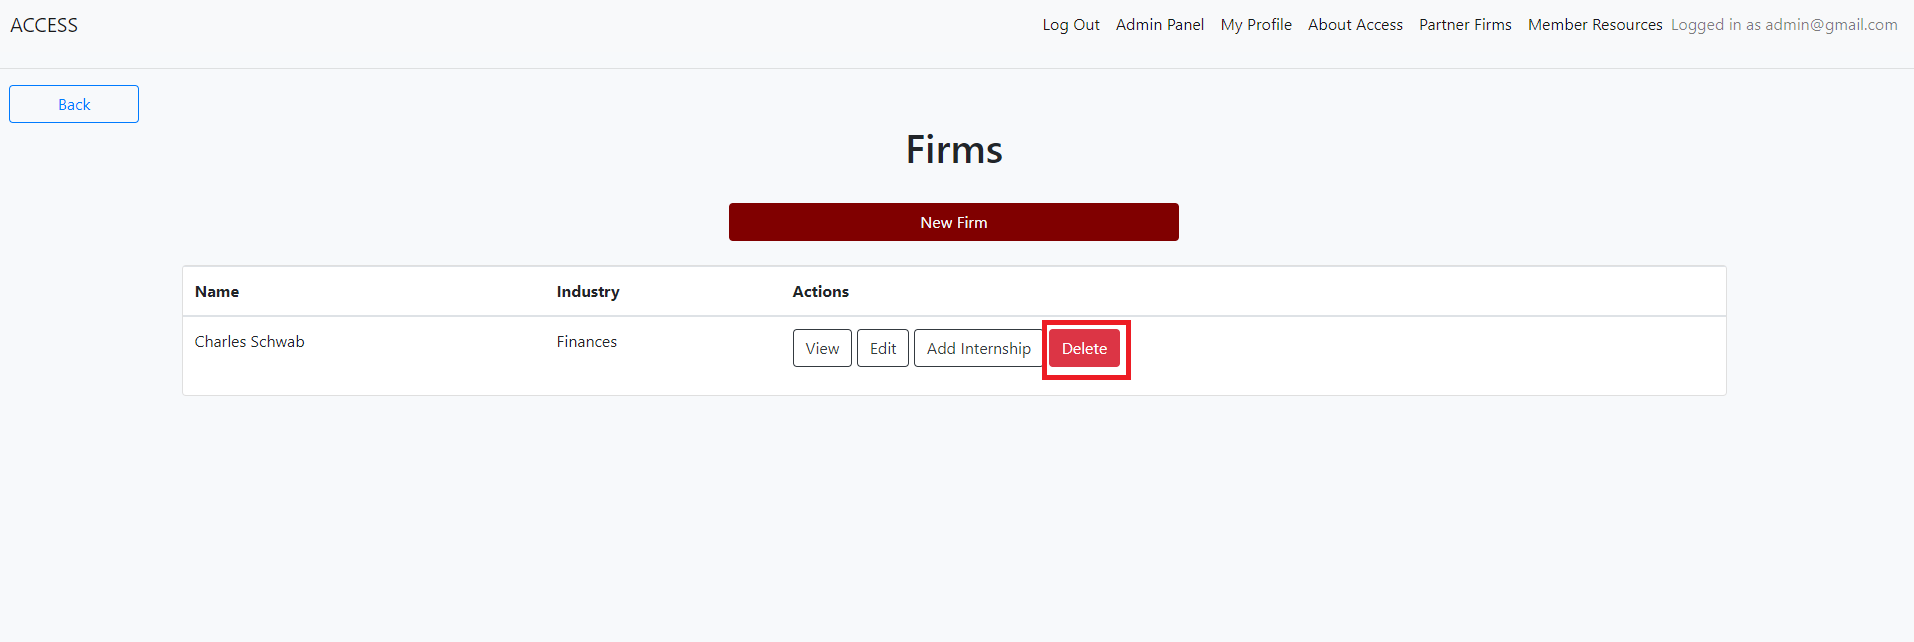 ACCESS
Log Out Admin Panel My Profile About Access Partner Firms Member Resources Logged in as admin@gmail.com
Back
Firms
New Firm
Name Industry Actions
Charles Schwab Finances View Edit Add Internship Delete